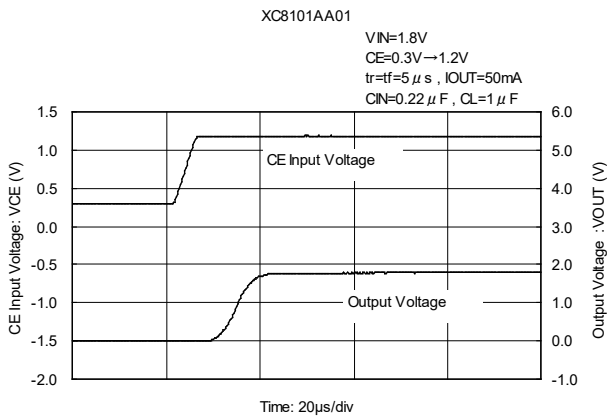 XC8101AA01
VIN=1.8V
CE=0.3V→1.2V
tr=tf=5μs , IOUT=50mA
CIN=0.22μF , CL=1μF
1.5
1.0
0.5
0.0
-0.5
-1.0
-1.5
-2.0
CE Input Voltage: VCE (V)
CE Input Voltage
Output Voltage
6.0
5.0
4.0
3.0
2.0
1.0
0.0
-1.0
Output Voltage :VOUT (V)
Time: 20μs/div